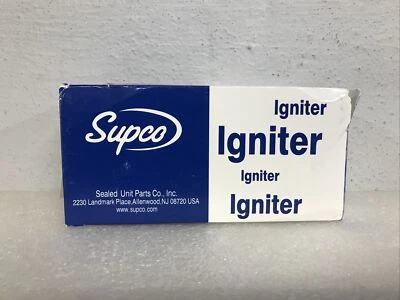 Supco
Sealed Unit Parts Co., Inc.
2230 Landmark Place, Allenwood, NJ 08720 USA
www.supco.com
Igniter
Igniter
Igniter
Igniter